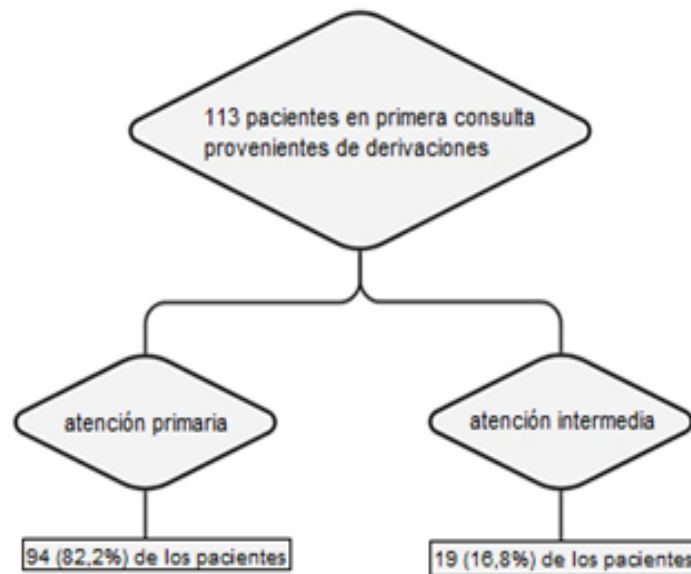 113 pacientes en primera consulta
provenientes de derivaciones
atención primaria
atención intermedia
94 (82,2%) de los pacientes
19 (16,8%) de los pacientes